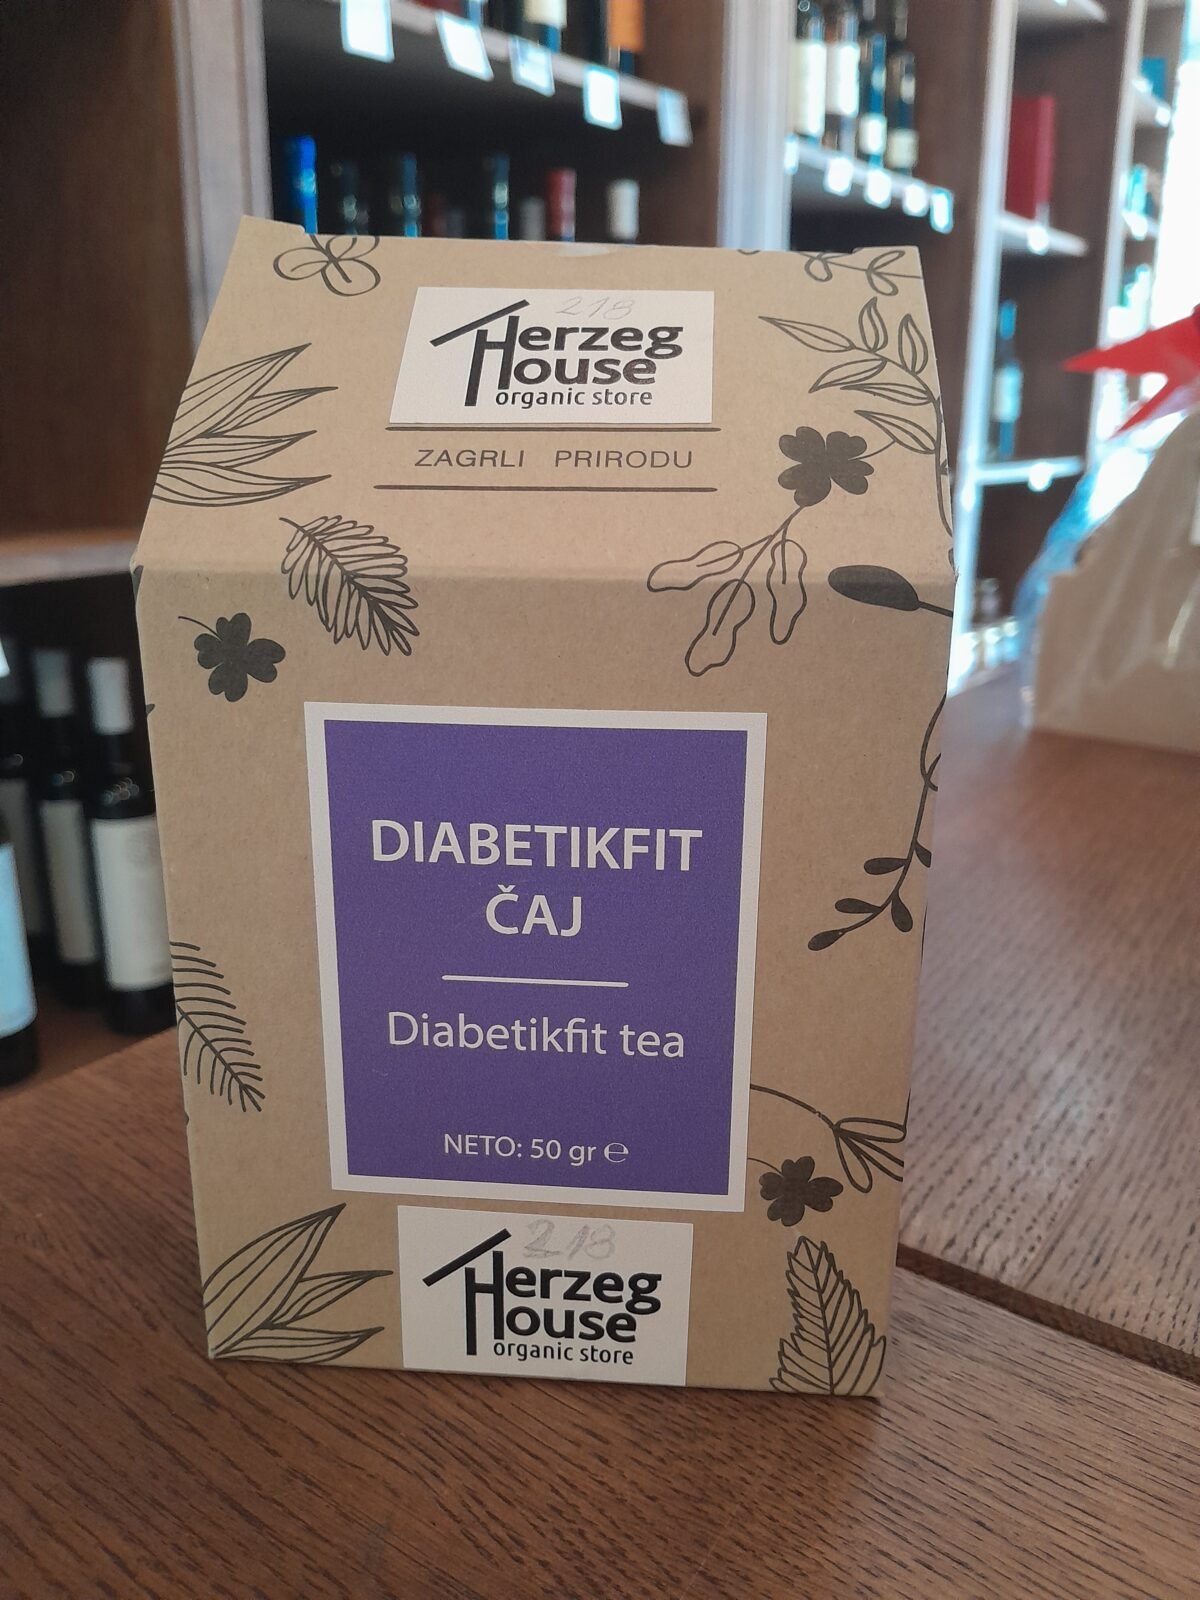 218
Herzeg
House
organic store
ZAGRLI PRIRODU
DIABETIKFIT
ČAJ
Diabetikfit tea
NETO: 50 gr ℮
218
Herzeg
House
organic store